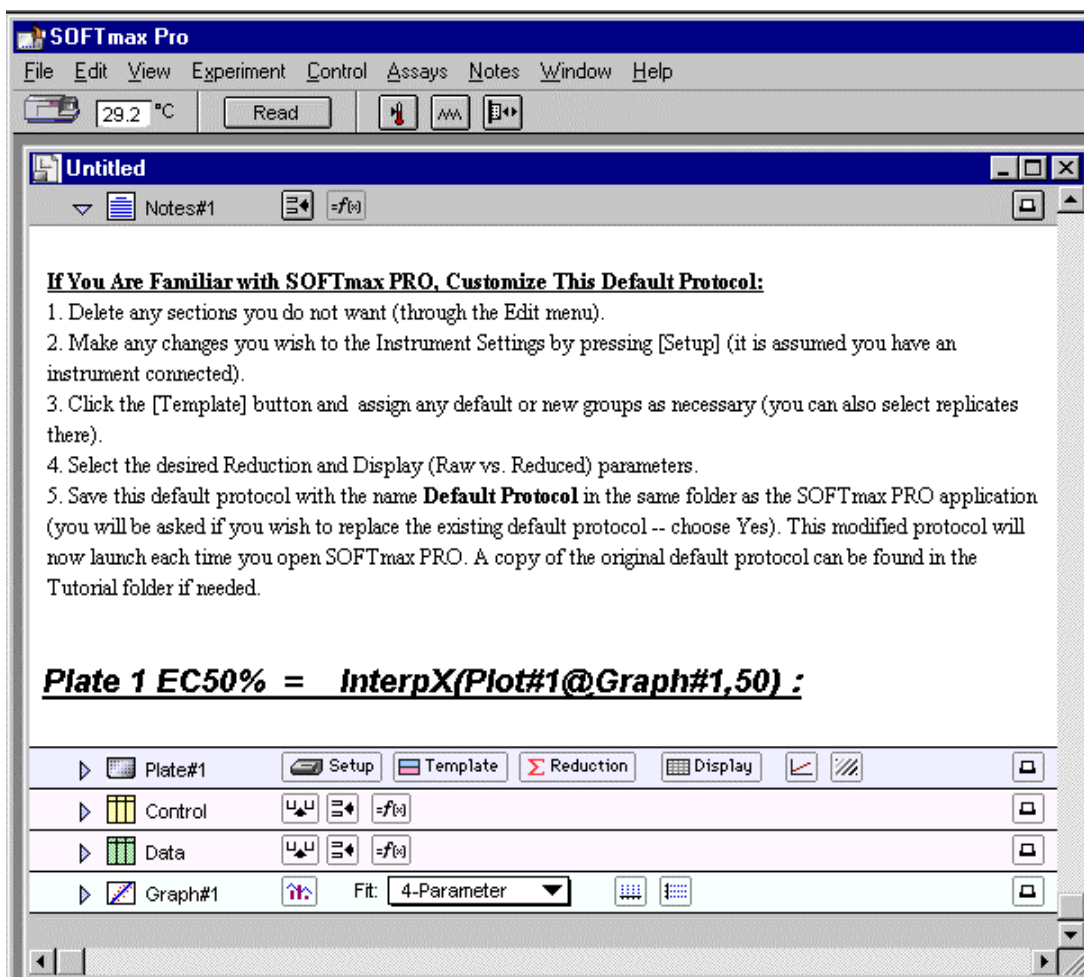 SOFTmax Pro
File Edit View Experiment Control Assays Notes Window Help
29.2 °C Read
Untitled
Notes#1 =f(x)
If You Are Familiar with SOFTmax PRO, Customize This Default Protocol:
1. Delete any sections you do not want (through the Edit menu).
2. Make any changes you wish to the Instrument Settings by pressing [Setup] (it is assumed you have an
instrument connected).
3. Click the [Template] button and assign any default or new groups as necessary (you can also select replicates
there).
4. Select the desired Reduction and Display (Raw vs. Reduced) parameters.
5. Save this default protocol with the name Default Protocol in the same folder as the SOFTmax PRO application
(you will be asked if you wish to replace the existing default protocol -- choose Yes). This modified protocol will
now launch each time you open SOFTmax PRO. A copy of the original default protocol can be found in the
Tutorial folder if needed.
Plate 1 EC50% = InterpX(Plot#1@Graph#1,50) :
Plate#1 Setup Template Σ Reduction Display
Control =f(x)
Data =f(x)
Graph#1 Fit: 4-Parameter